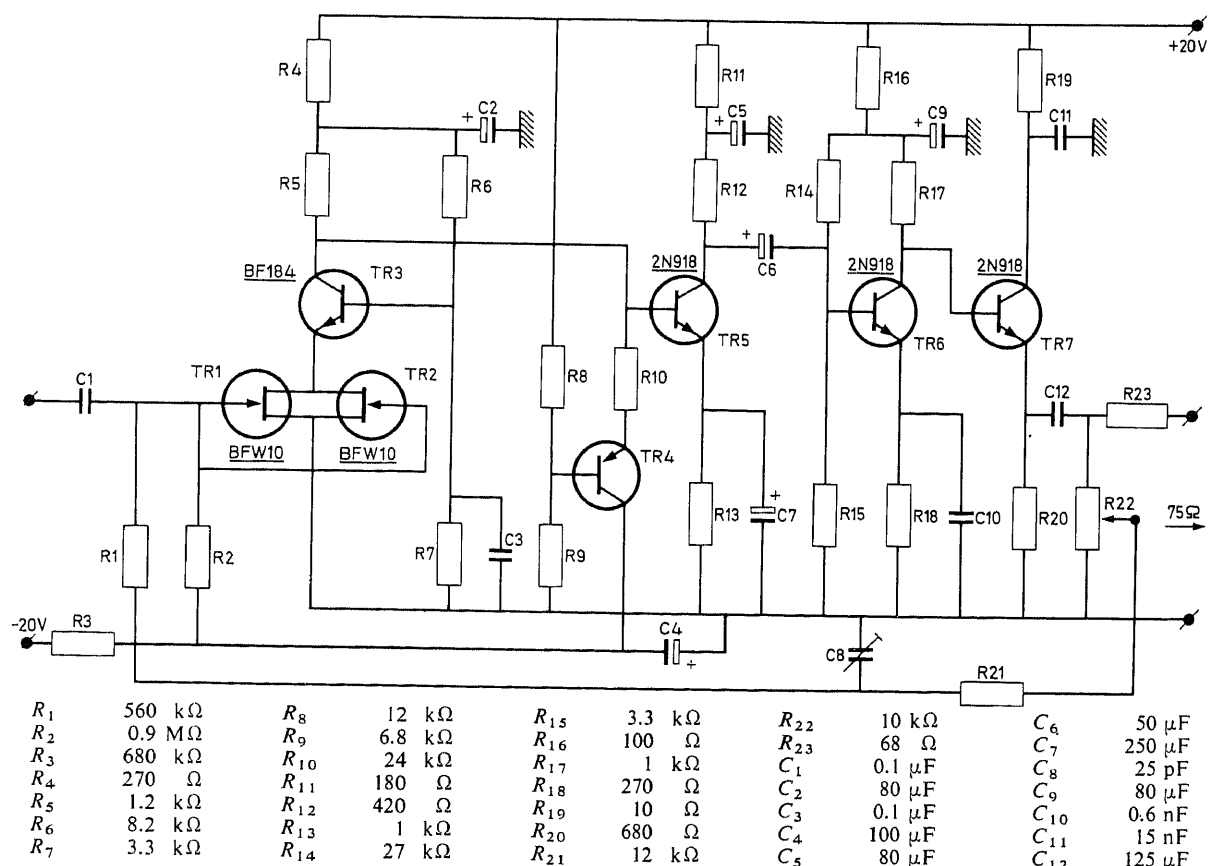 +20V
R4
R11
R16
R19
C2
+
C5
+
C9
+
C11
R5
R6
R12
R14
R17
BF184
TR3
+
C6
2N918
TR5
2N918
TR6
2N918
TR7
C1
TR1
TR2
BFW10
BFW10
R8
R10
TR4
C12
R23
R1
R2
R7
C3
R9
R13
+
C7
R15
R18
C10
R20
R22
75Ω
-20V
R3
C4
+
C8
R21
R1 560 kΩ
R2 0.9 MΩ
R3 680 kΩ
R4 270 Ω
R5 1.2 kΩ
R6 8.2 kΩ
R7 3.3 kΩ
R8 12 kΩ
R9 6.8 kΩ
R10 24 kΩ
R11 180 Ω
R12 420 Ω
R13 1 kΩ
R14 27 kΩ
R15 3.3 kΩ
R16 100 Ω
R17 1 kΩ
R18 270 Ω
R19 10 Ω
R20 680 Ω
R21 12 kΩ
R22 10 kΩ
R23 68 Ω
C1 0.1 μF
C2 80 μF
C3 0.1 μF
C4 100 μF
C5 80 μF
C6 50 μF
C7 250 μF
C8 25 pF
C9 80 μF
C10 0.6 nF
C11 15 nF
C12 125 μF